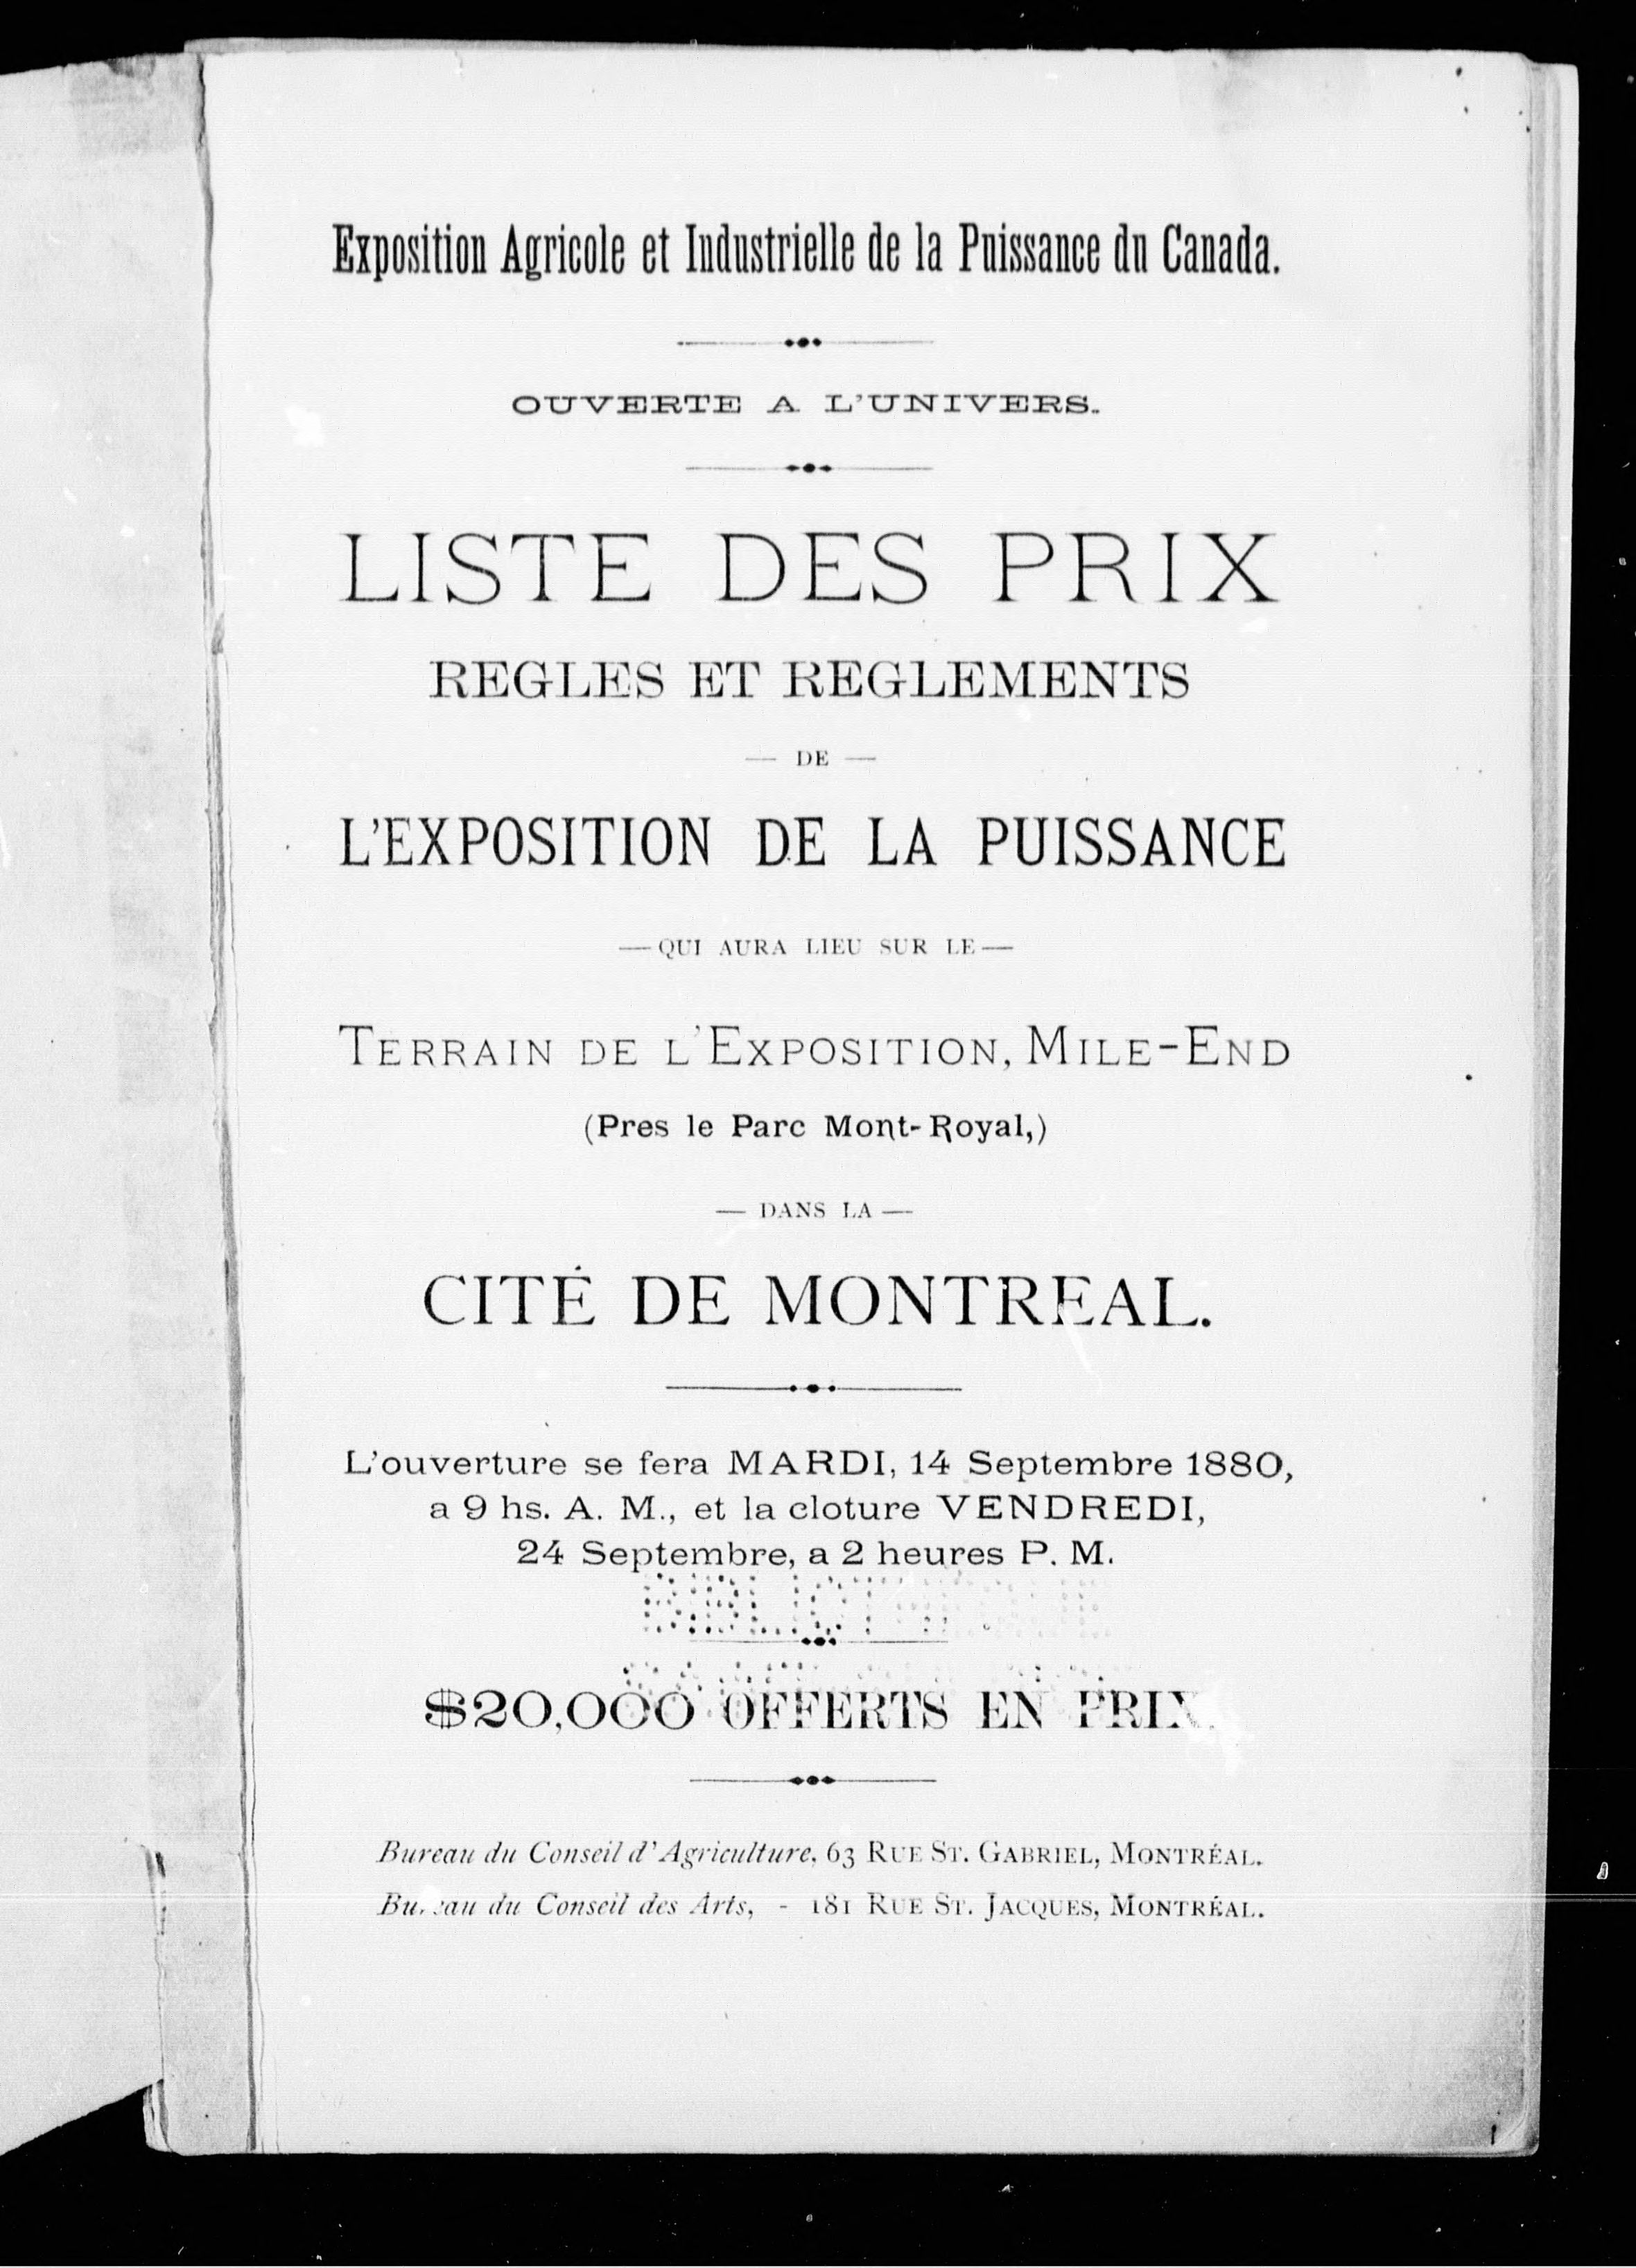 Exposition Agricole et Industrielle de la Puissance du Canada.
OUVERTE A L'UNIVERS.
LISTE DES PRIX
REGLES ET REGLEMENTS
— DE —
L'EXPOSITION DE LA PUISSANCE
— QUI AURA LIEU SUR LE —
TERRAIN DE L'EXPOSITION, MILE-END
(Pres le Parc Mont-Royal,)
— DANS LA —
CITÉ DE MONTREAL.
L'ouverture se fera MARDI, 14 Septembre 1880,
a 9 hs. A. M., et la cloture VENDREDI,
24 Septembre, a 2 heures P. M.
$20,000 OFFERTS EN PRIX.
Bureau du Conseil d'Agriculture, 63 RUE ST. GABRIEL, MONTRÉAL.
Bureau du Conseil des Arts, - 181 RUE ST. JACQUES, MONTRÉAL.